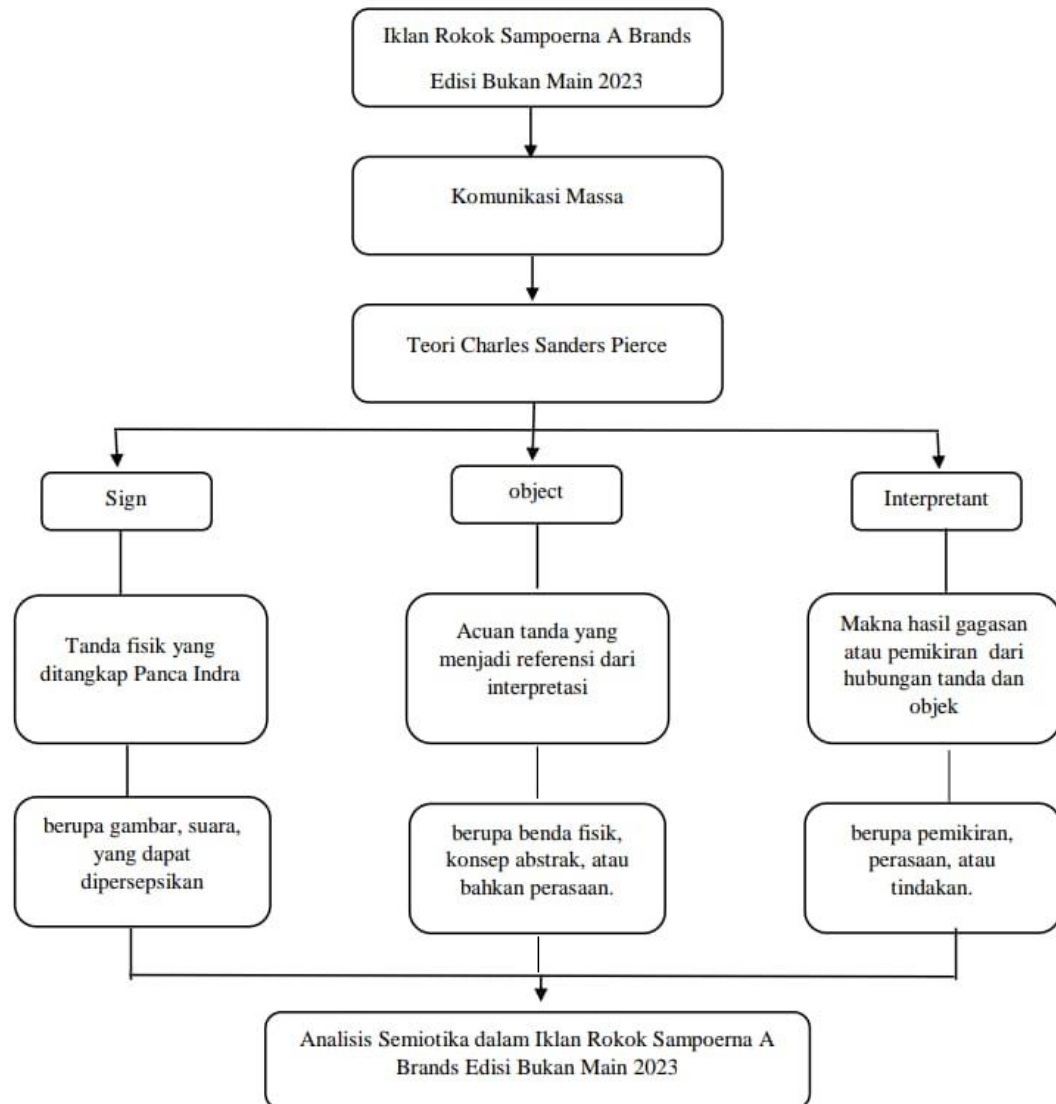 Iklan Rokok Sampoerna A Brands
Edisi Bukan Main 2023
Komunikasi Massa
Teori Charles Sanders Pierce
Sign
object
Interpretant
Tanda fisik yang
ditangkap Panca Indra
Acuan tanda yang
menjadi referensi dari
interpretasi
Makna hasil gagasan
atau pemikiran dari
hubungan tanda dan
objek
berupa gambar, suara,
yang dapat
dipersepsikan
berupa benda fisik,
konsep abstrak, atau
bahkan perasaan.
berupa pemikiran,
perasaan, atau
tindakan.
Analisis Semiotika dalam Iklan Rokok Sampoerna A
Brands Edisi Bukan Main 2023